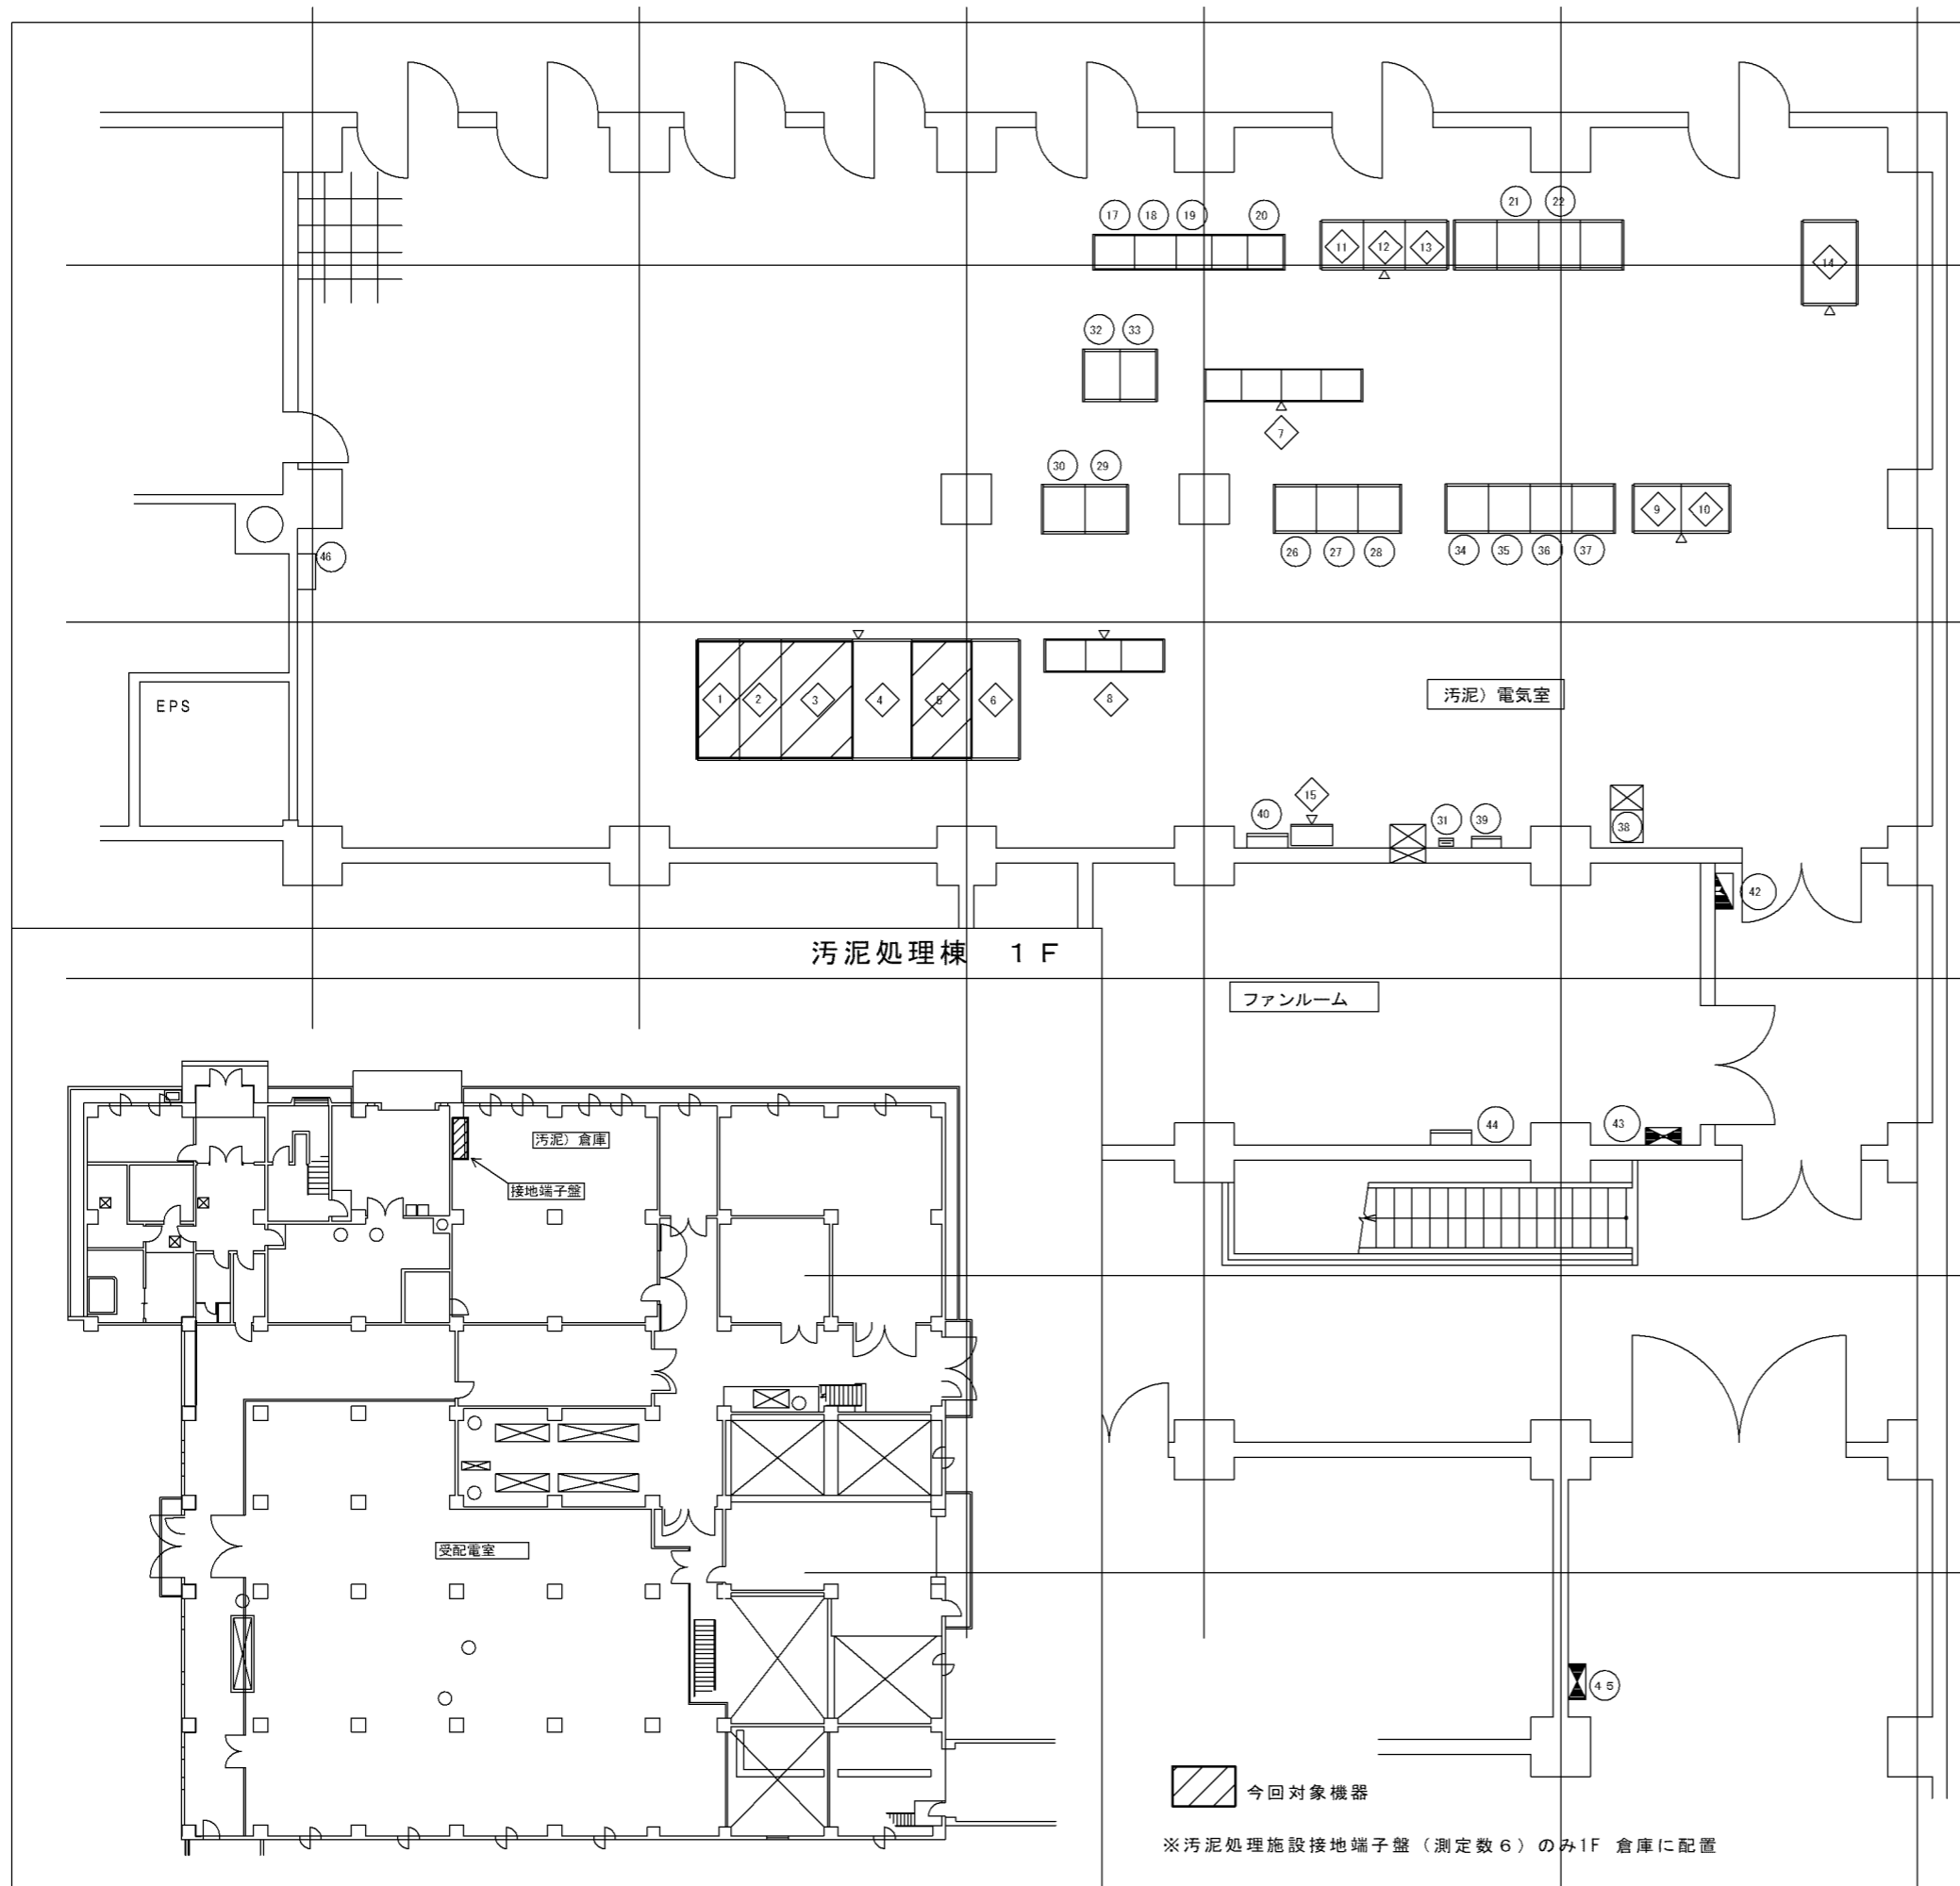 17 18 19 20
21 22
11 12 13
14
32 33
7
30 29
9 10
46
26 27 28
34 35 36 37
EPS
1 2 3 4 5 6
8
汚泥）電気室
15
40
31 39
38
42
汚泥処理棟　１Ｆ
ファンルーム
44 43
汚泥）倉庫
接地端子盤
受配電室
45
今回対象機器
※汚泥処理施設接地端子盤（測定数６）のみ1F 倉庫に配置